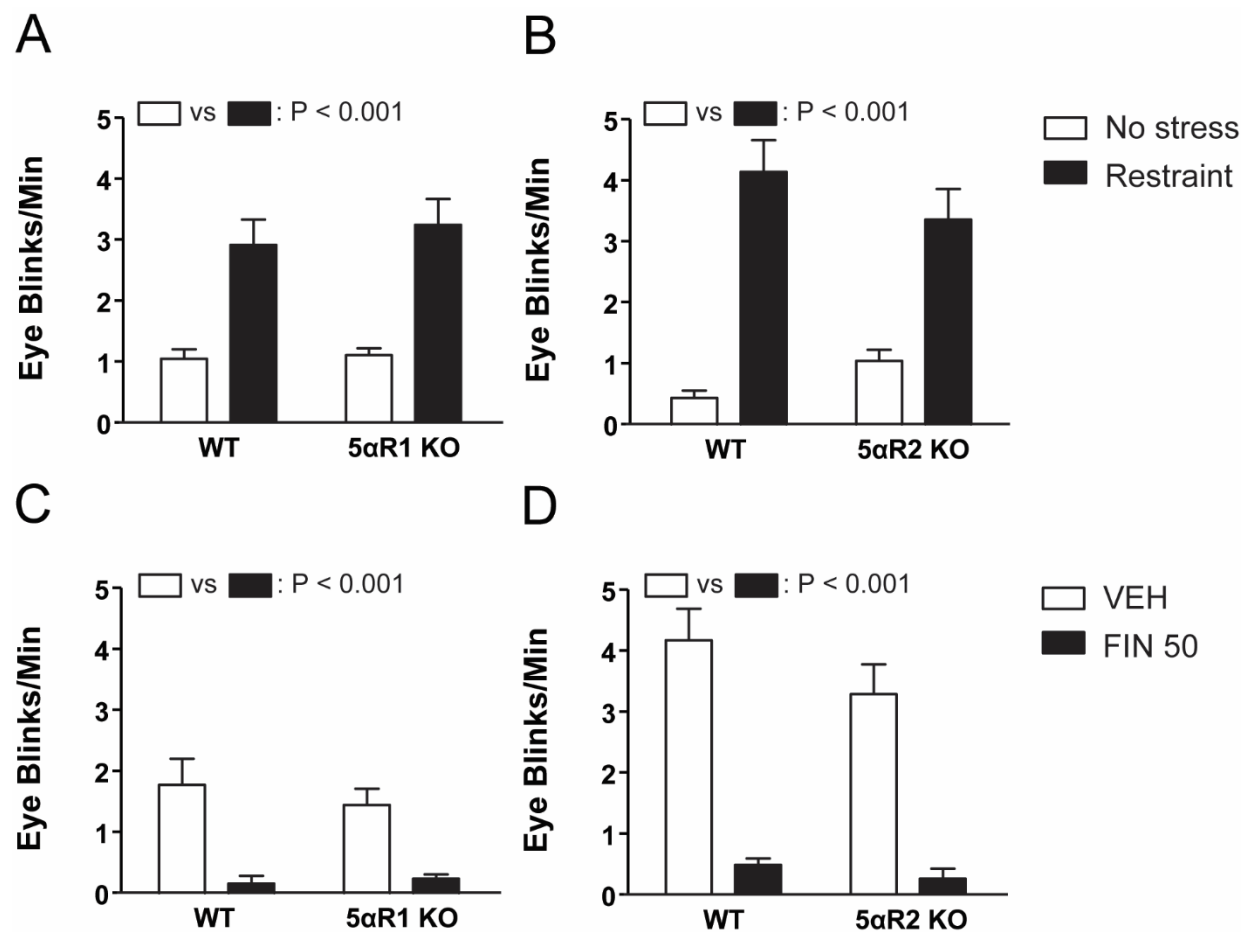 A
vs : P < 0.001
Eye Blinks/Min
5
4
3
2
1
0
WT 5αR1 KO
B
vs : P < 0.001
Eye Blinks/Min
5
4
3
2
1
0
WT 5αR2 KO
No stress
Restraint
C
vs : P < 0.001
Eye Blinks/Min
5
4
3
2
1
0
WT 5αR1 KO
D
vs : P < 0.001
Eye Blinks/Min
5
4
3
2
1
0
WT 5αR2 KO
VEH
FIN 50